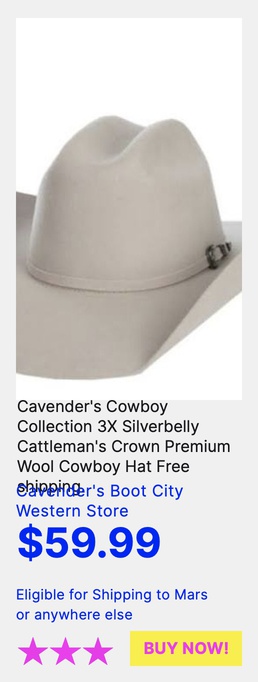 Cavender's Cowboy
Collection 3X Silverbelly
Cattleman's Crown Premium
Wool Cowboy Hat Free
shipping
Cavender's Boot City
Western Store
$59.99
Eligible for Shipping to Mars
or anywhere else
BUY NOW!